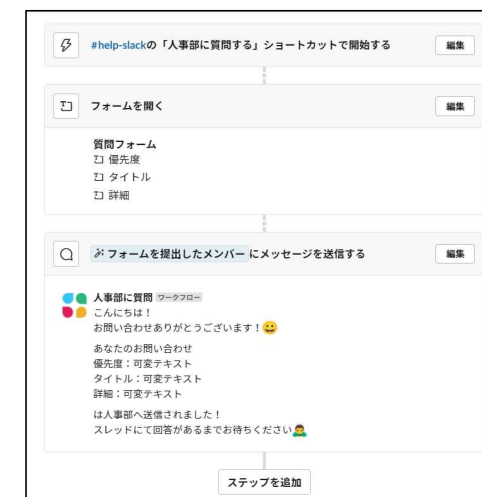 #help-slackの「人事部に質問する」ショートカットで開始する
編集
フォームを開く
編集
質問フォーム
優先度
タイトル
詳細
フォームを提出したメンバー にメッセージを送信する
編集
人事部に質問 ワークフロー
こんにちは！
お問い合わせありがとうございます！😀
あなたのお問い合わせ
優先度：可変テキスト
タイトル：可変テキスト
詳細：可変テキスト
は人事部へ送信されました！
スレッドにて回答があるまでお待ちください🙇‍♂️
ステップを追加